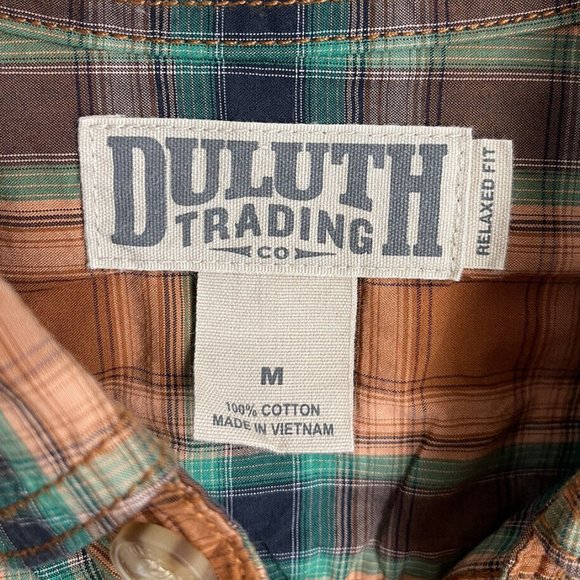 DULUTH
TRADING
CO
RELAXED FIT
M
100% COTTON
MADE IN VIETNAM